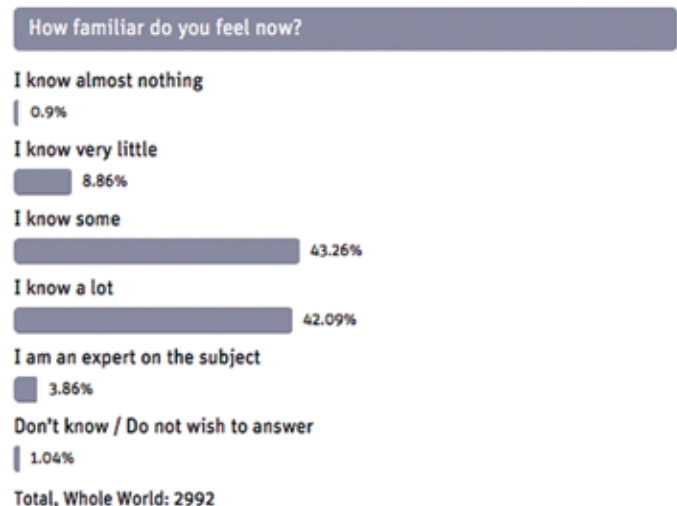 How familiar do you feel now?
I know almost nothing
0.9%
I know very little
8.86%
I know some
43.26%
I know a lot
42.09%
I am an expert on the subject
3.86%
Don't know / Do not wish to answer
1.04%
Total, Whole World: 2992